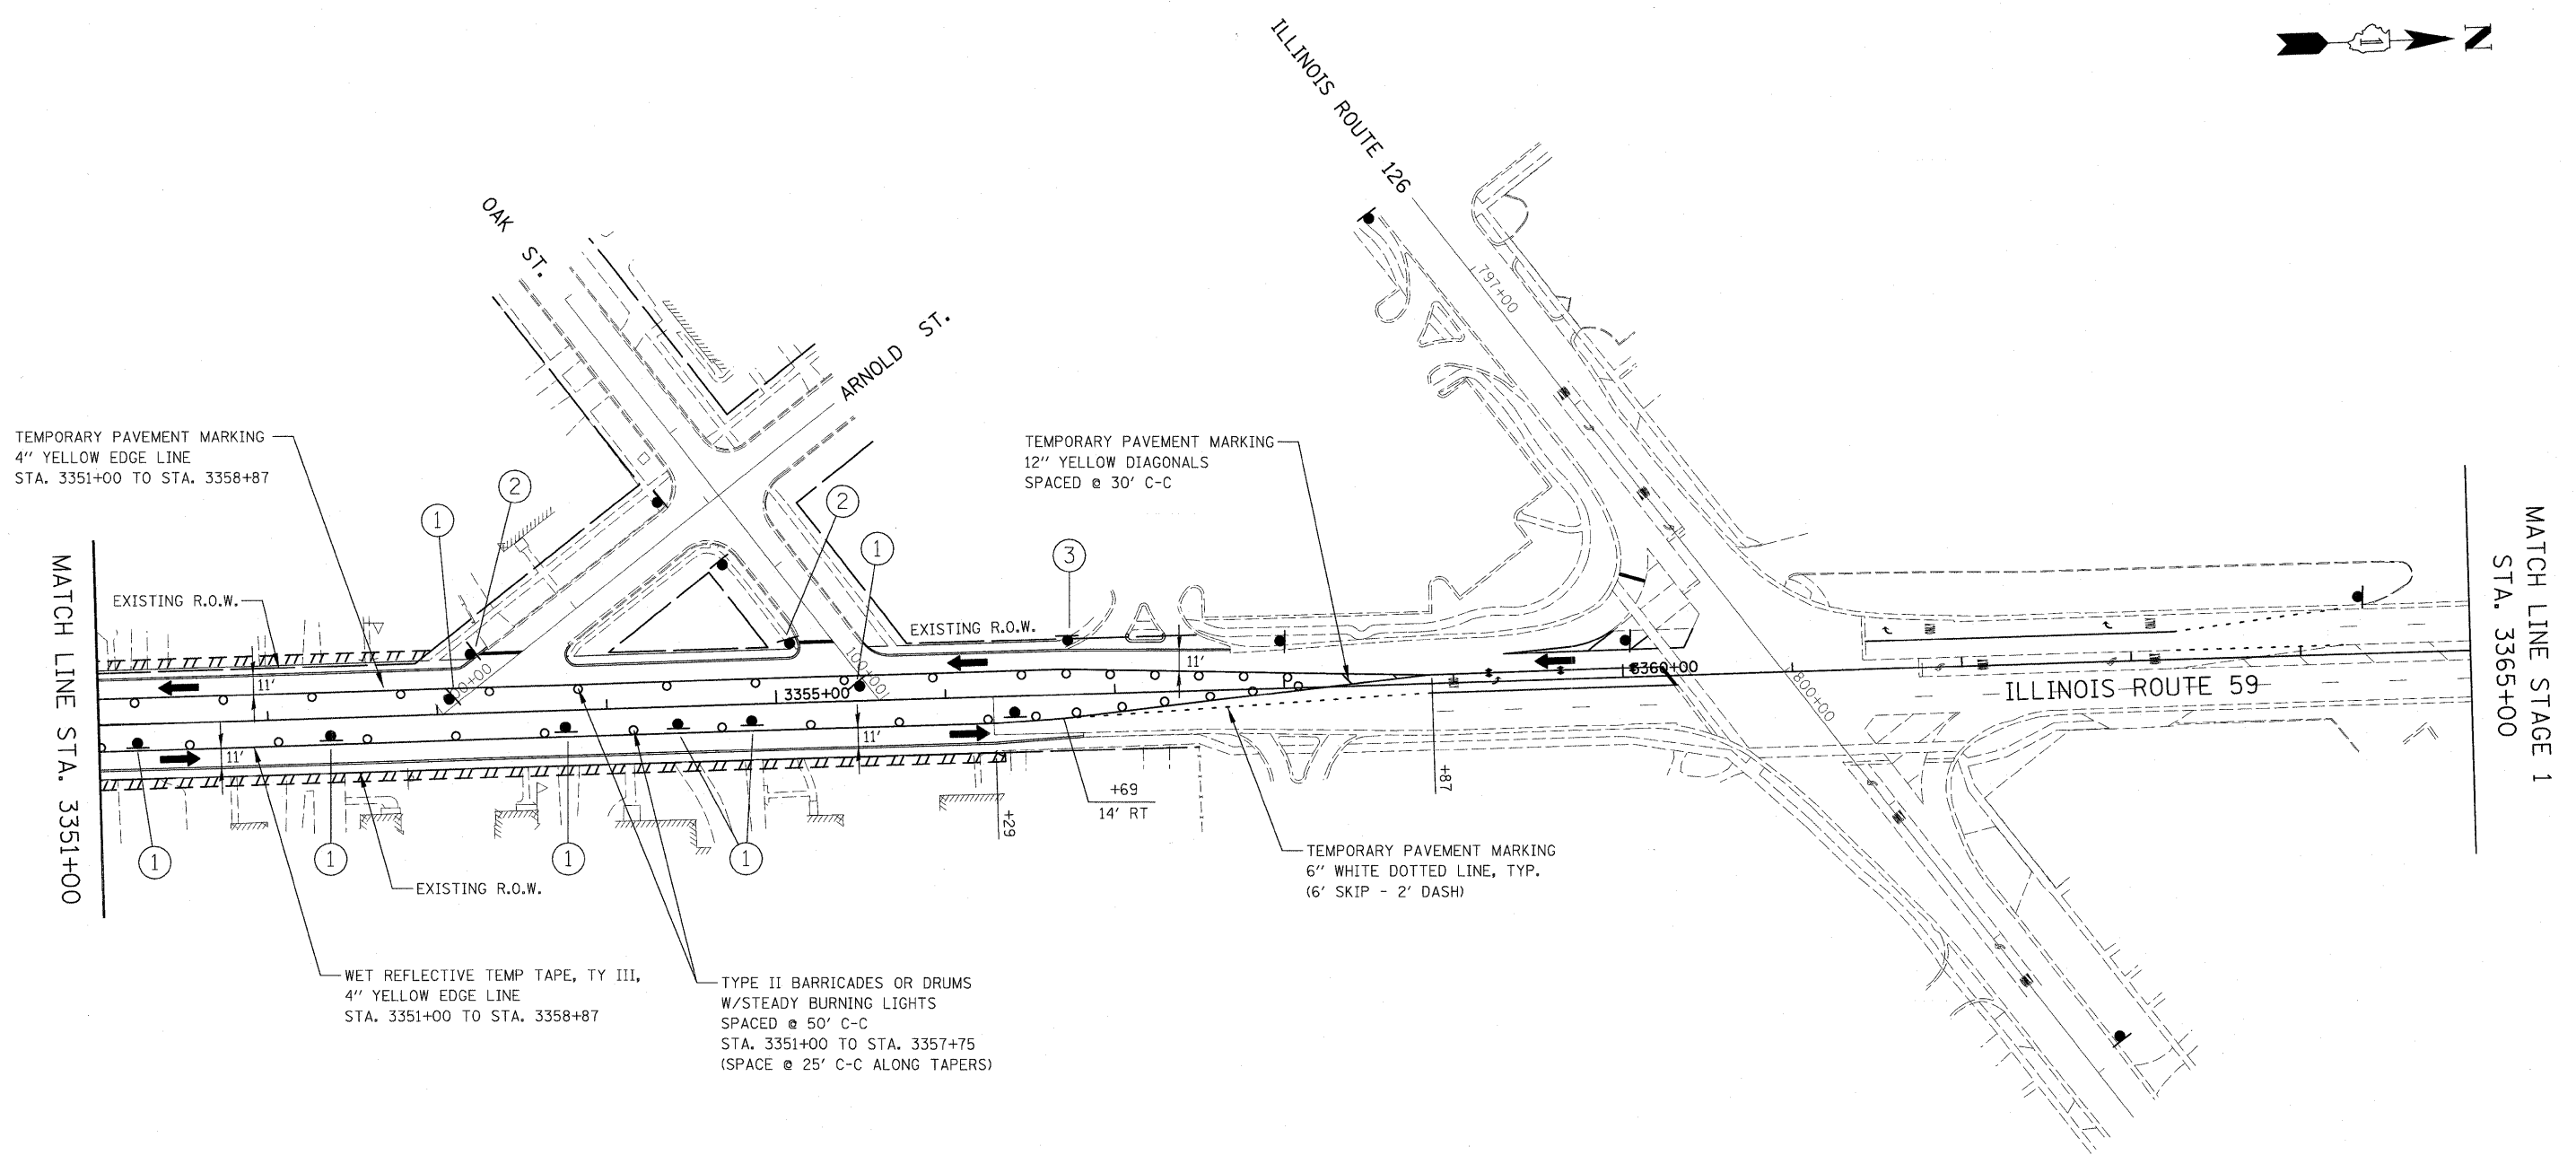 N
ILLINOIS ROUTE 126
OAK ST.
ARNOLD ST.
797+00
TEMPORARY PAVEMENT MARKING
4" YELLOW EDGE LINE
STA. 3351+00 TO STA. 3358+87
TEMPORARY PAVEMENT MARKING
12" YELLOW DIAGONALS
SPACED @ 30' C-C
1
2
2
1
3
MATCH LINE STA. 3351+00
EXISTING R.O.W.
EXISTING R.O.W.
MATCH LINE STAGE 1
STA. 3365+00
11'
11'
11'
11'
100+00
3355+00
3360+00
800+00
ILLINOIS ROUTE 59
+69
14' RT
+29
+87
1
1
1
1
EXISTING R.O.W.
TEMPORARY PAVEMENT MARKING
6" WHITE DOTTED LINE, TYP.
(6' SKIP - 2' DASH)
WET REFLECTIVE TEMP TAPE, TY III,
4" YELLOW EDGE LINE
STA. 3351+00 TO STA. 3358+87
TYPE II BARRICADES OR DRUMS
W/STEADY BURNING LIGHTS
SPACED @ 50' C-C
STA. 3351+00 TO STA. 3357+75
(SPACE @ 25' C-C ALONG TAPERS)